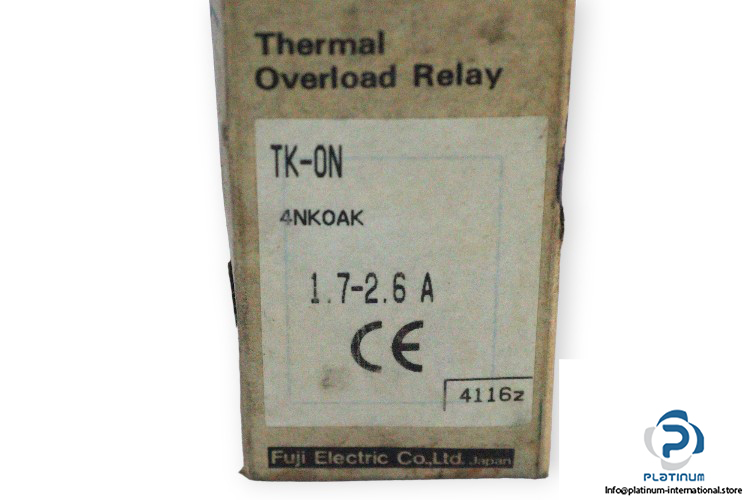 Thermal
Overload Relay
TK-0N
4NK0AK
1.7-2.6 A
CE
4116z
Fuji Electric Co.,Ltd. Japan
PLATINUM
Info@platinum-international.store